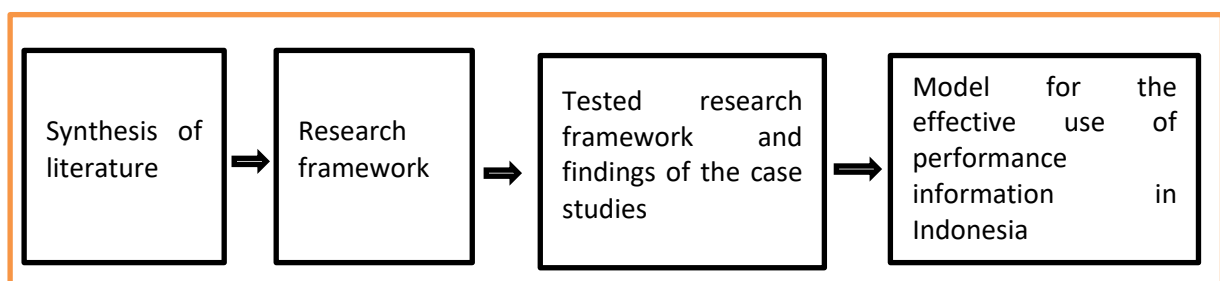 Synthesis of
literature
Research
framework
Tested research
framework and
findings of the case
studies
Model for the
effective use of
performance
information in
Indonesia